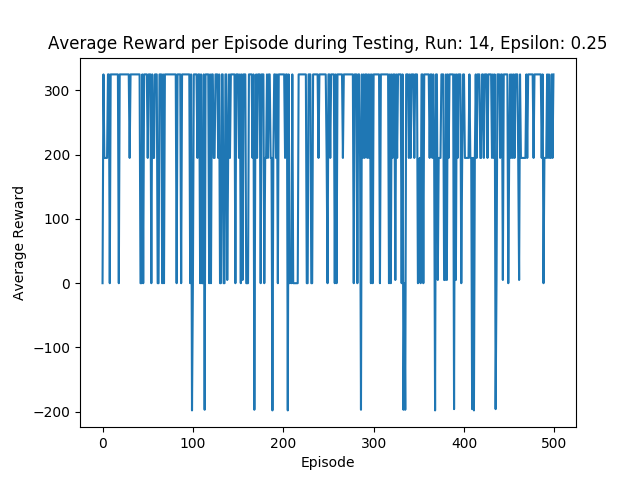 Average Reward per Episode during Testing, Run: 14, Epsilon: 0.25
300
200
100
0
−100
−200
Average Reward
0 100 200 300 400 500
Episode